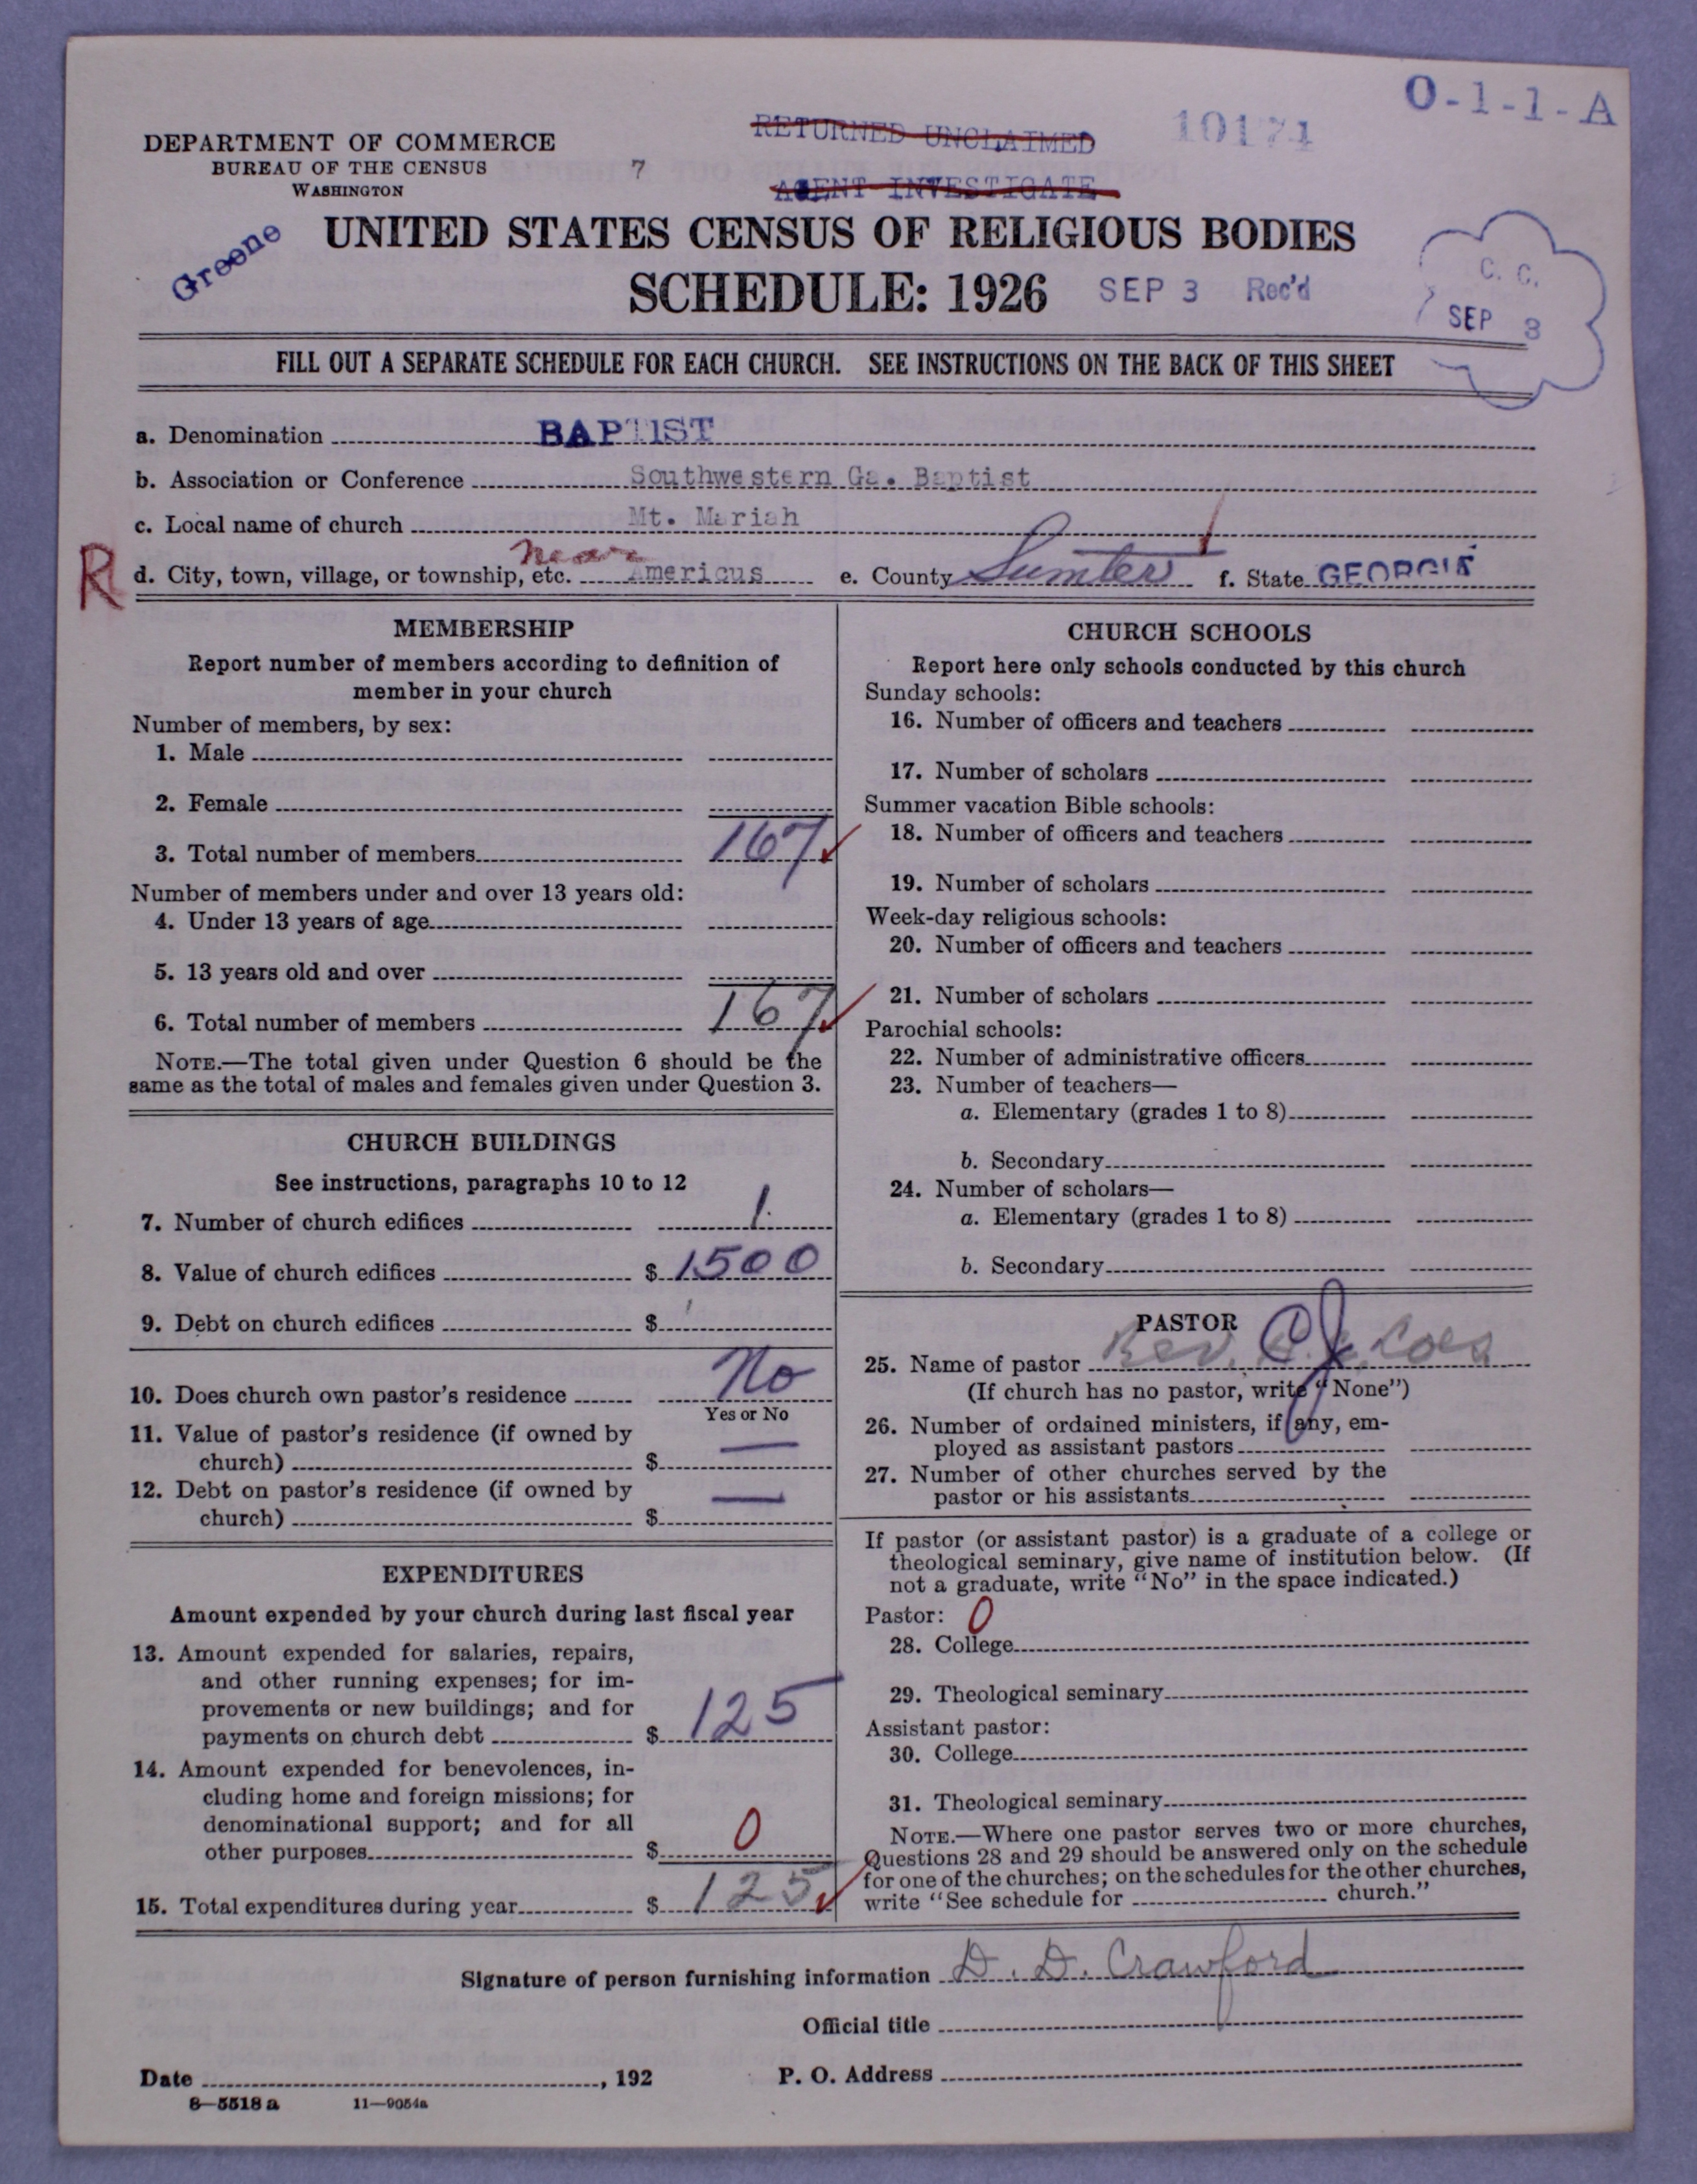 O-1-1-A
RETURNED UNCLAIMED
10171
DEPARTMENT OF COMMERCE
BUREAU OF THE CENSUS
WASHINGTON
7
AGENT INVESTIGATE
Greene
UNITED STATES CENSUS OF RELIGIOUS BODIES
SCHEDULE: 1926
SEP 3 Rec'd
C. C.
SEP 3
FILL OUT A SEPARATE SCHEDULE FOR EACH CHURCH. SEE INSTRUCTIONS ON THE BACK OF THIS SHEET
a. Denomination BAPTIST
b. Association or Conference Southwestern Ga. Baptist
c. Local name of church Mt. Mariah
near
R d. City, town, village, or township, etc. Americus e. County Sumter f. State GEORGIA
MEMBERSHIP
Report number of members according to definition of
member in your church
Number of members, by sex:
1. Male
2. Female
3. Total number of members 167
Number of members under and over 13 years old:
4. Under 13 years of age
5. 13 years old and over
6. Total number of members 167
NOTE.—The total given under Question 6 should be the
same as the total of males and females given under Question 3.
CHURCH BUILDINGS
See instructions, paragraphs 10 to 12
7. Number of church edifices 1
8. Value of church edifices $ 1500
9. Debt on church edifices $
10. Does church own pastor's residence No
Yes or No
11. Value of pastor's residence (if owned by
church) $ —
12. Debt on pastor's residence (if owned by
church) $ —
EXPENDITURES
Amount expended by your church during last fiscal year
13. Amount expended for salaries, repairs,
and other running expenses; for im-
provements or new buildings; and for
payments on church debt $ 125
14. Amount expended for benevolences, in-
cluding home and foreign missions; for
denominational support; and for all
other purposes $ 0
15. Total expenditures during year $ 125
CHURCH SCHOOLS
Report here only schools conducted by this church
Sunday schools:
16. Number of officers and teachers
17. Number of scholars
Summer vacation Bible schools:
18. Number of officers and teachers
19. Number of scholars
Week-day religious schools:
20. Number of officers and teachers
21. Number of scholars
Parochial schools:
22. Number of administrative officers
23. Number of teachers—
a. Elementary (grades 1 to 8)
b. Secondary
24. Number of scholars—
a. Elementary (grades 1 to 8)
b. Secondary
PASTOR
25. Name of pastor Rev. C. J.
(If church has no pastor, write "None")
26. Number of ordained ministers, if any, em-
ployed as assistant pastors
27. Number of other churches served by the
pastor or his assistants
If pastor (or assistant pastor) is a graduate of a college or
theological seminary, give name of institution below. (If
not a graduate, write "No" in the space indicated.)
Pastor: 0
28. College
29. Theological seminary
Assistant pastor:
30. College
31. Theological seminary
NOTE.—Where one pastor serves two or more churches,
Questions 28 and 29 should be answered only on the schedule
for one of the churches; on the schedules for the other churches,
write "See schedule for church."
Signature of person furnishing information D. D. Crawford
Official title
Date , 192 P. O. Address
8—5518 a 11—9054a